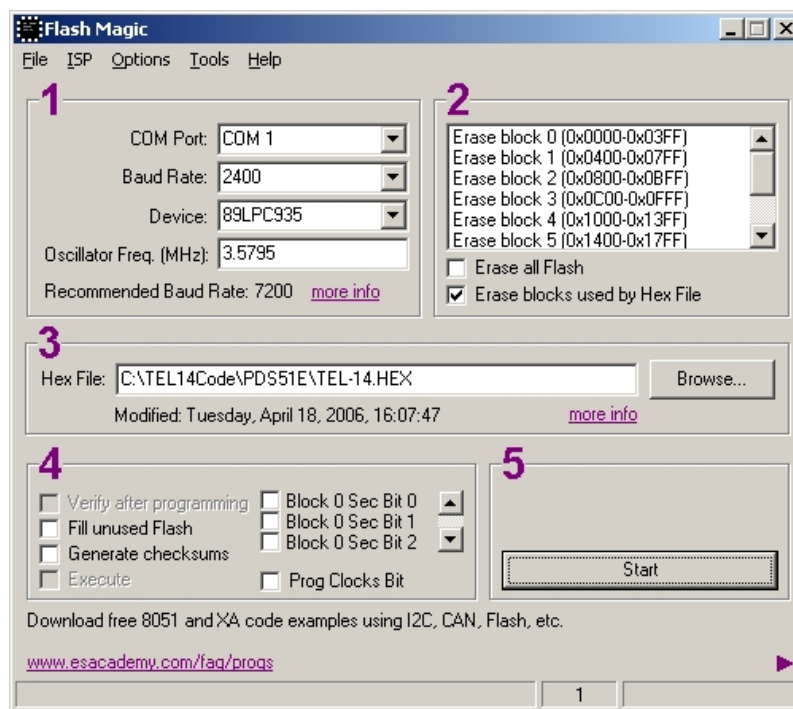 Flash Magic
File ISP Options Tools Help
1
COM Port: COM 1
Baud Rate: 2400
Device: 89LPC935
Oscillator Freq. (MHz): 3.5795
Recommended Baud Rate: 7200 more info
2
Erase block 0 (0x0000-0x03FF)
Erase block 1 (0x0400-0x07FF)
Erase block 2 (0x0800-0x0BFF)
Erase block 3 (0x0C00-0x0FFF)
Erase block 4 (0x1000-0x13FF)
Erase block 5 (0x1400-0x17FF)
Erase all Flash
Erase blocks used by Hex File
3
Hex File: C:\TEL14Code\PDS51E\TEL-14.HEX Browse...
Modified: Tuesday, April 18, 2006, 16:07:47 more info
4
Verify after programming
Fill unused Flash
Generate checksums
Execute
Block 0 Sec Bit 0
Block 0 Sec Bit 1
Block 0 Sec Bit 2
Prog Clocks Bit
5
Start
Download free 8051 and XA code examples using I2C, CAN, Flash, etc.
www.esacademy.com/faq/progs
1